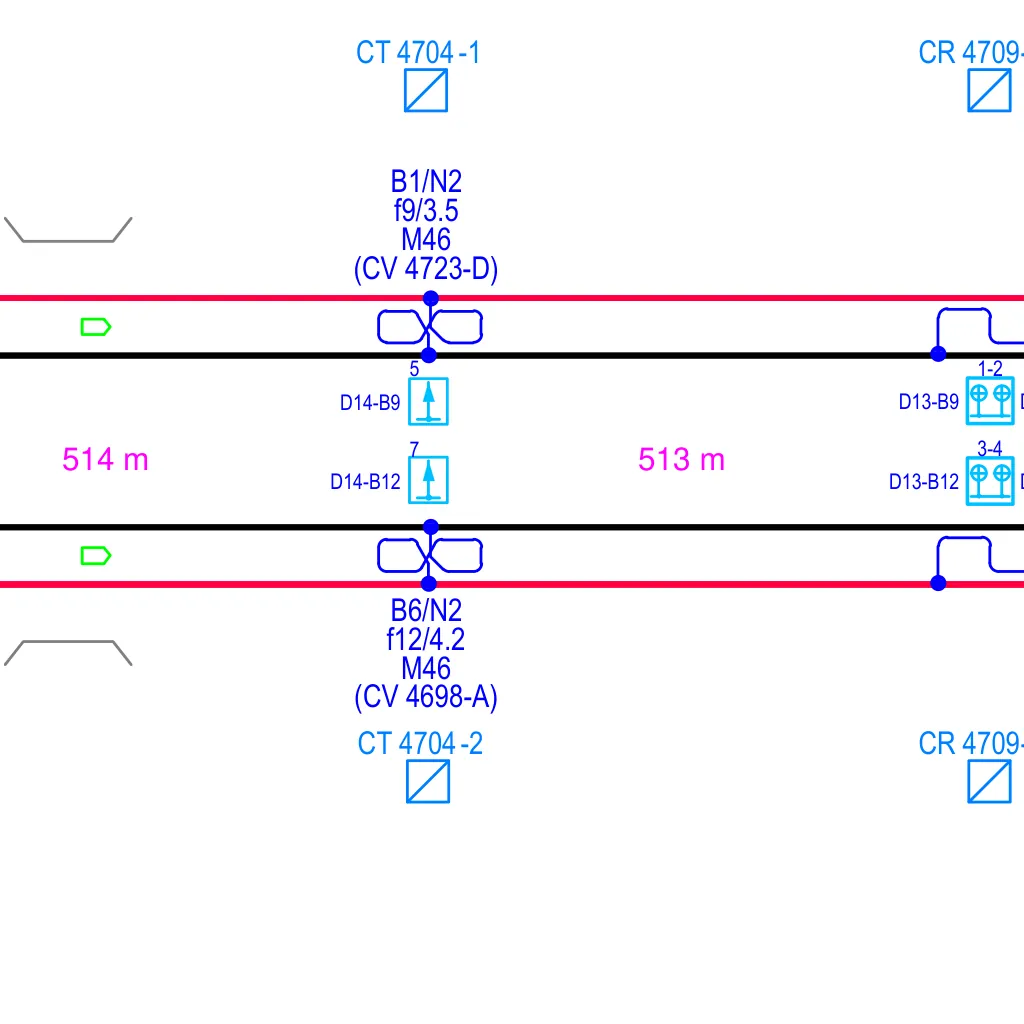 CT 4704-1
CR 4709-
B1/N2
f9/3.5
M46
(CV 4723-D)
5
1-2
D14-B9
D13-B9
7
3-4
514 m
513 m
D14-B12
D13-B12
B6/N2
f12/4.2
M46
(CV 4698-A)
CT 4704-2
CR 4709-